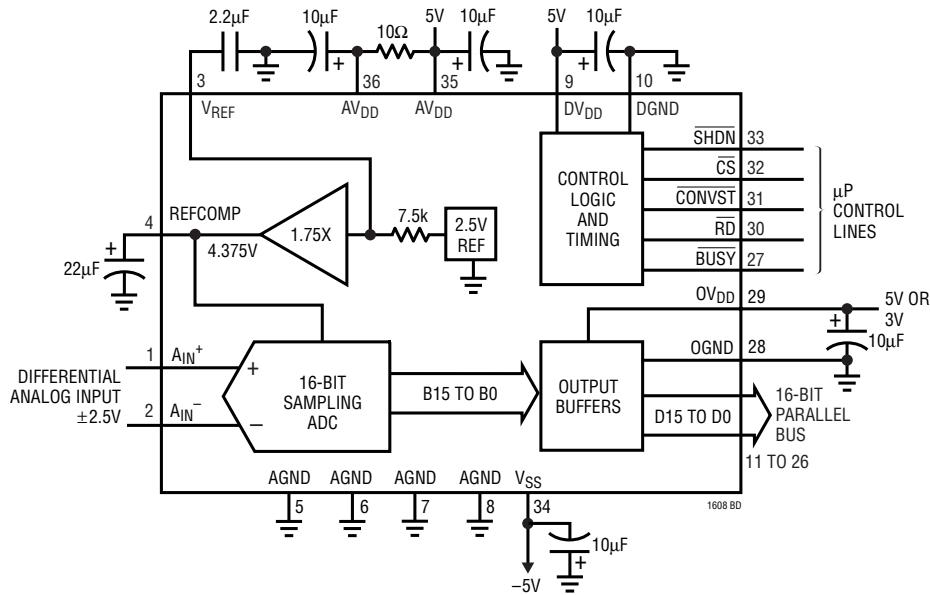 2.2µF
10µF
10Ω
5V
10µF
5V
10µF
3
36
35
9
10
VREF
AVDD
AVDD
DVDD
DGND
CONTROL
LOGIC
AND
TIMING
SHDN 33
CS 32
CONVST 31
RD 30
BUSY 27
µP
CONTROL
LINES
4
REFCOMP
4.375V
1.75X
7.5k
2.5V
REF
22µF
+
OVDD 29
5V OR
3V
10µF
OGND 28
1
AIN+
DIFFERENTIAL
ANALOG INPUT
±2.5V
2
AIN−
+
−
16-BIT
SAMPLING
ADC
B15 TO B0
OUTPUT
BUFFERS
D15 TO D0
16-BIT
PARALLEL
BUS
11 TO 26
AGND
AGND
AGND
AGND
VSS
5
6
7
8
34
1608 BD
10µF
+
−5V